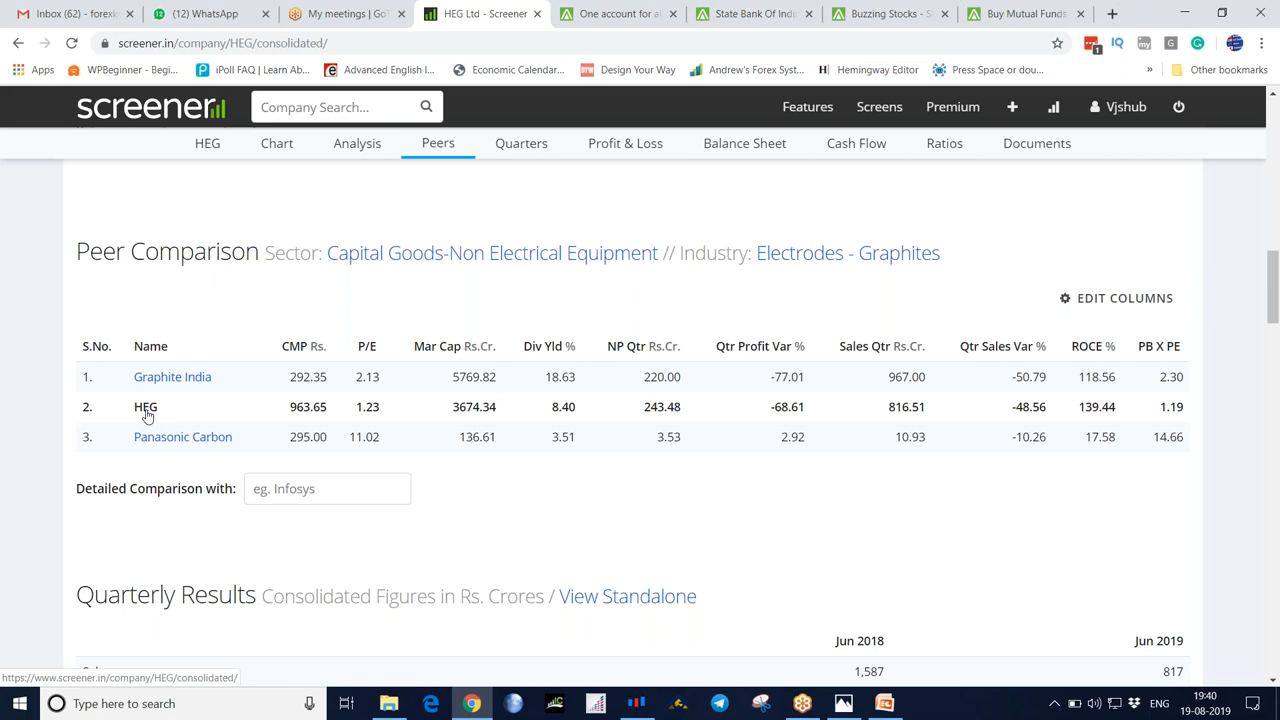 Inbox (62) - forexk
(12) WhatsApp
My meetings | GoT
HEG Ltd - Screener
One account for a
State Bank Of Indi
Buzzing Stocks - S
Buy Mutual Funds
screener.in/company/HEG/consolidated/
Apps
WPBeginner - Begi...
iPoll FAQ | Learn Ab...
Advanced English I...
Economic Calendar...
Design Your Way
Andrew's Forex Syst...
Hemingway Editor
Press Space or dou...
»
Other bookmarks
screener
Company Search...
Features
Screens
Premium
Vjshub
HEG
Chart
Analysis
Peers
Quarters
Profit & Loss
Balance Sheet
Cash Flow
Ratios
Documents
Peer Comparison Sector: Capital Goods-Non Electrical Equipment // Industry: Electrodes - Graphites
EDIT COLUMNS
S.No. Name CMP Rs. P/E Mar Cap Rs.Cr. Div Yld % NP Qtr Rs.Cr. Qtr Profit Var % Sales Qtr Rs.Cr. Qtr Sales Var % ROCE % PB X PE
1. Graphite India 292.35 2.13 5769.82 18.63 220.00 -77.01 967.00 -50.79 118.56 2.30
2. HEG 963.65 1.23 3674.34 8.40 243.48 -68.61 816.51 -48.56 139.44 1.19
3. Panasonic Carbon 295.00 11.02 136.61 3.51 3.53 2.92 10.93 -10.26 17.58 14.66
Detailed Comparison with: eg. Infosys
Quarterly Results Consolidated Figures in Rs. Crores / View Standalone
Jun 2018 Jun 2019
1,587 817
https://www.screener.in/company/HEG/consolidated/
Type here to search
ENG
19:40
19-08-2019